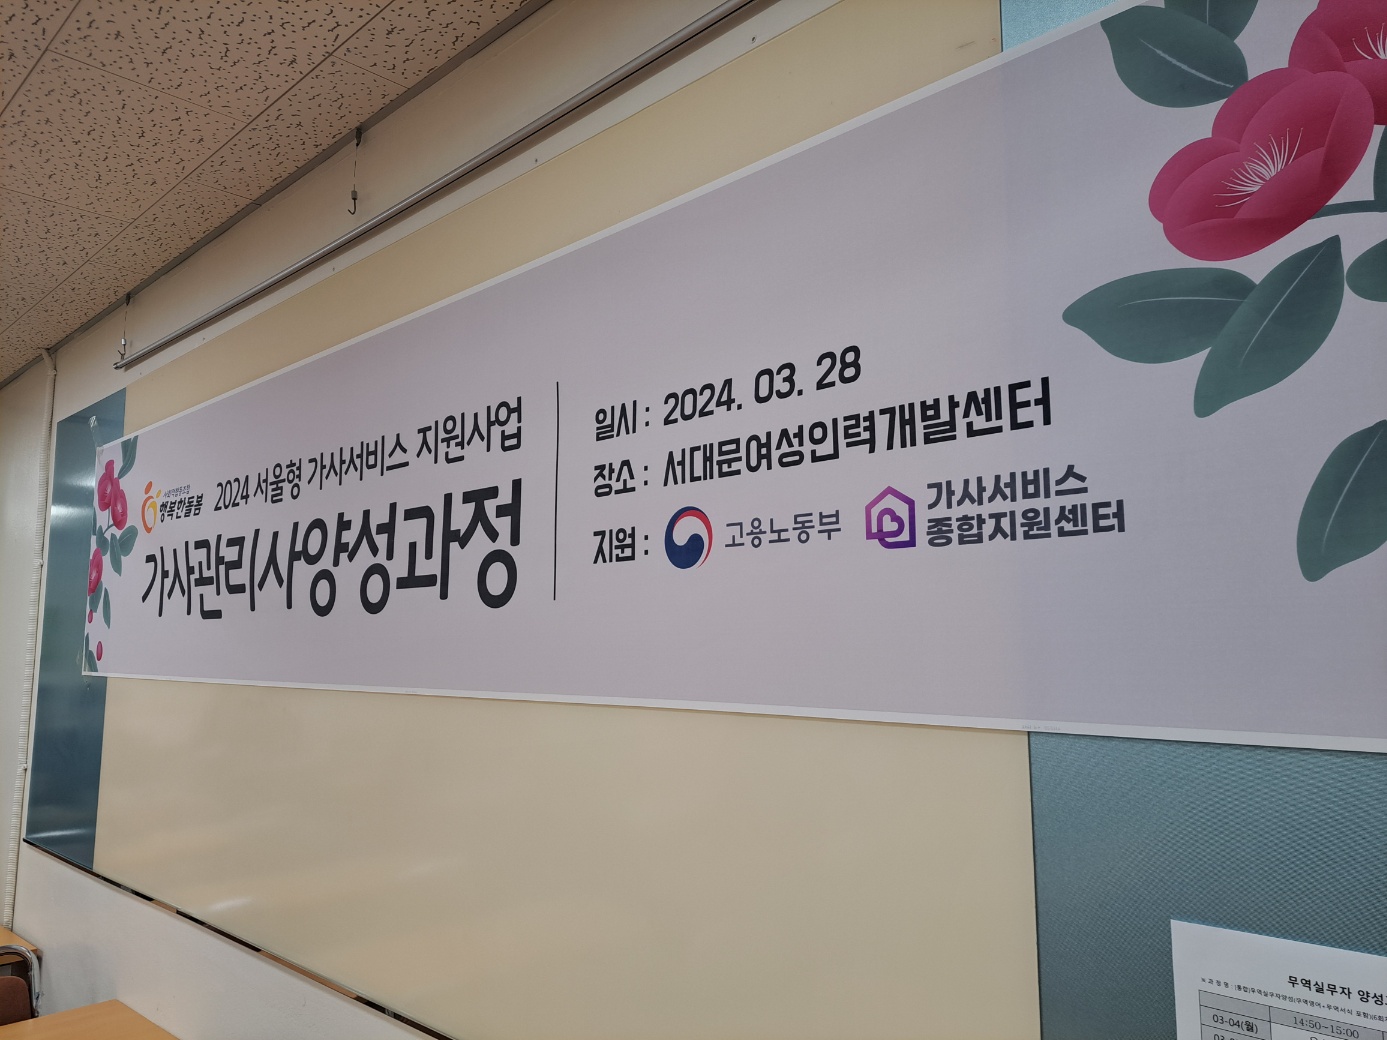 행복한돌봄
2024 서울형 가사서비스 지원사업
가사관리사양성과정
일시 : 2024. 03. 28
장소 : 서대문여성인력개발센터
지원 : 고용노동부
가사서비스
종합지원센터
무역실무자 양성
14:50~15:00
03-04(월)